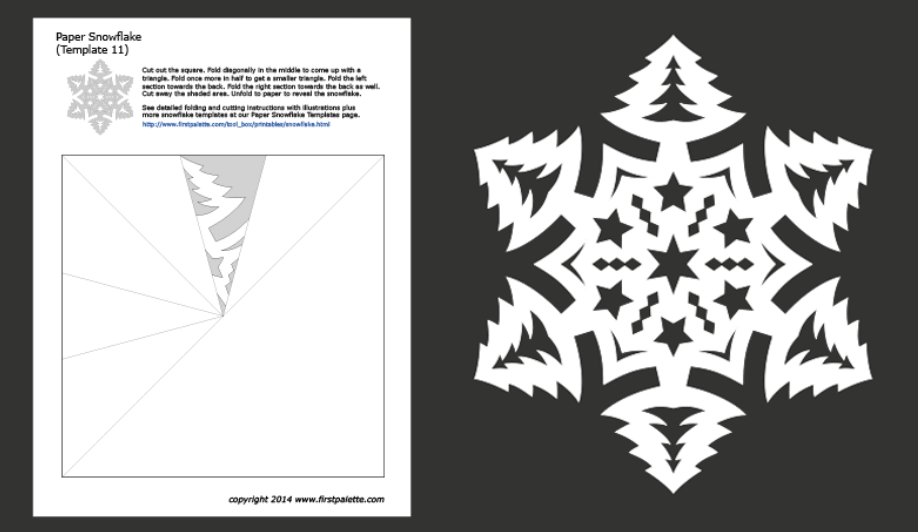 Paper Snowflake
(Template 11)
Cut out the square. Fold diagonally in the middle to come up with a
triangle. Fold once more in half to get a smaller triangle. Fold the left
section towards the back. Fold the right section towards the back as well.
Cut sway the shaded area. Unfold to paper to reveal the snowflake.
See detailed folding and cutting instructions with illustrations plus
more snowflake templates at our Paper Snowflake Templates page.
http://www.firstpalette.com/tool_box/printables/snowflake.html
copyright 2014 www.firstpalette.com